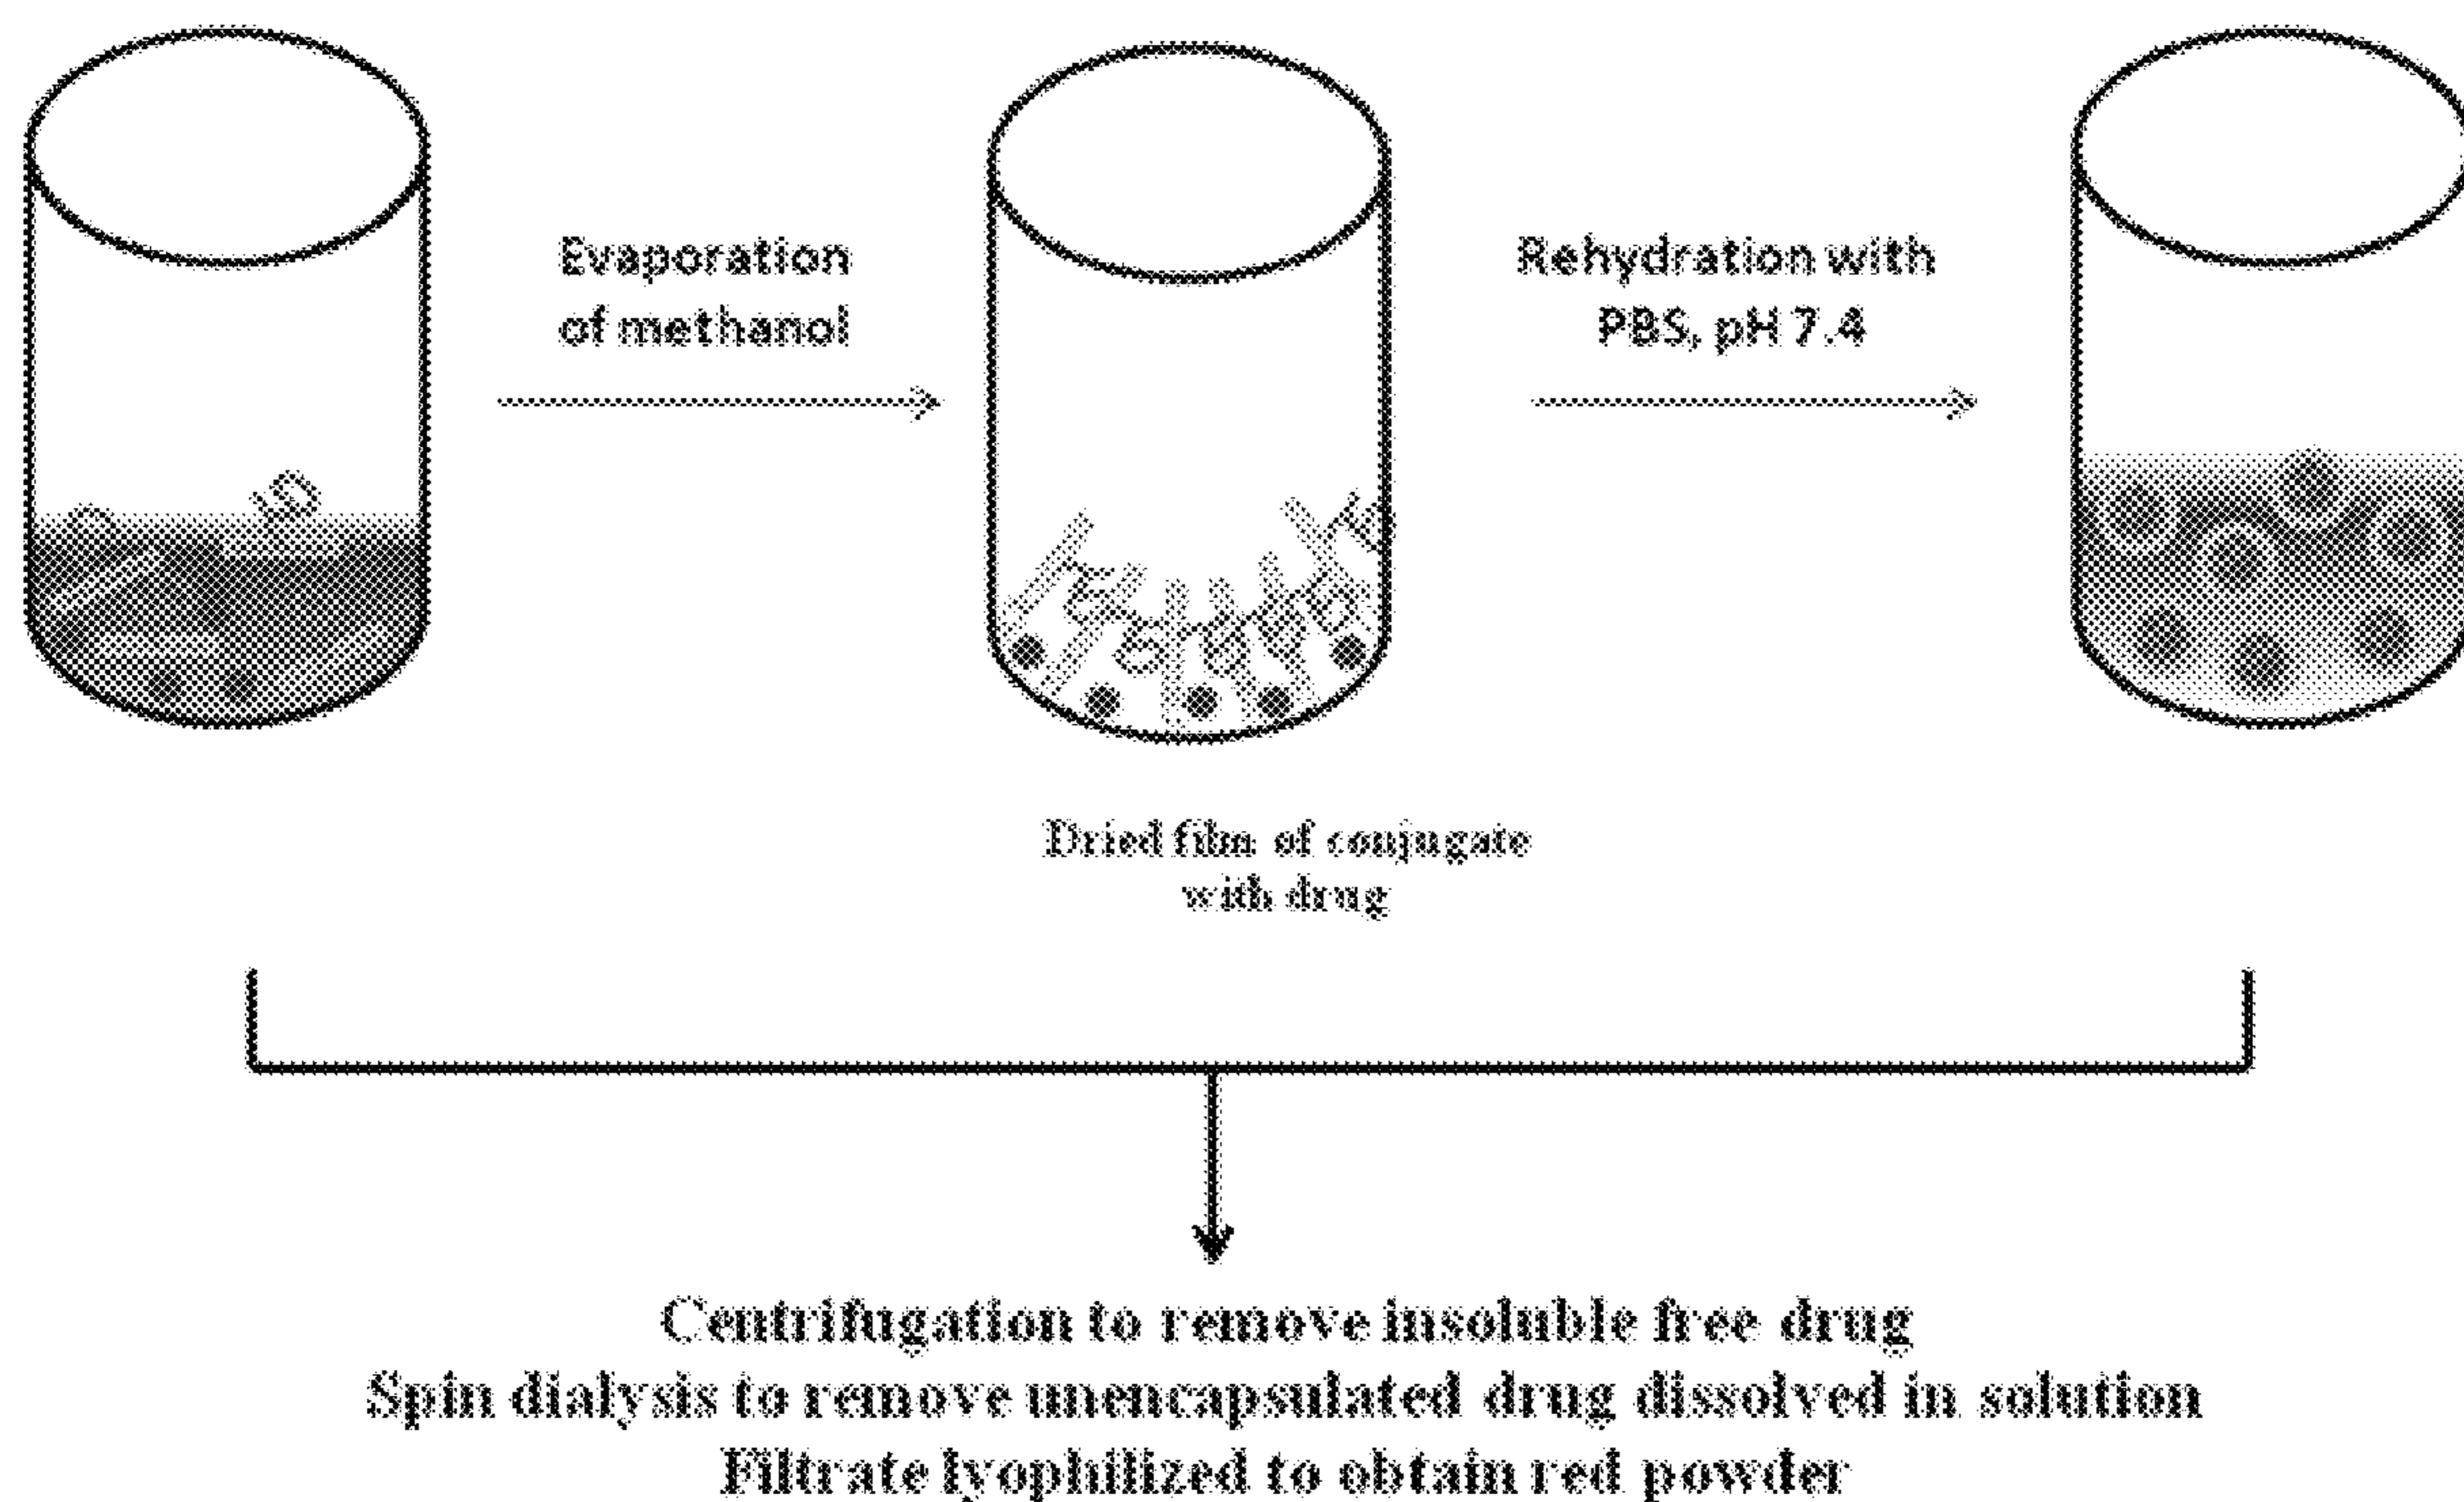 Evaporation
of methanol
Rehydration with
PBS, pH 7.4
Dried film of conjugate
with drug
Centrifugation to remove insoluble free drug
Spin dialysis to remove unencapsulated drug dissolved in solution
Filtrate lyophilized to obtain red powder